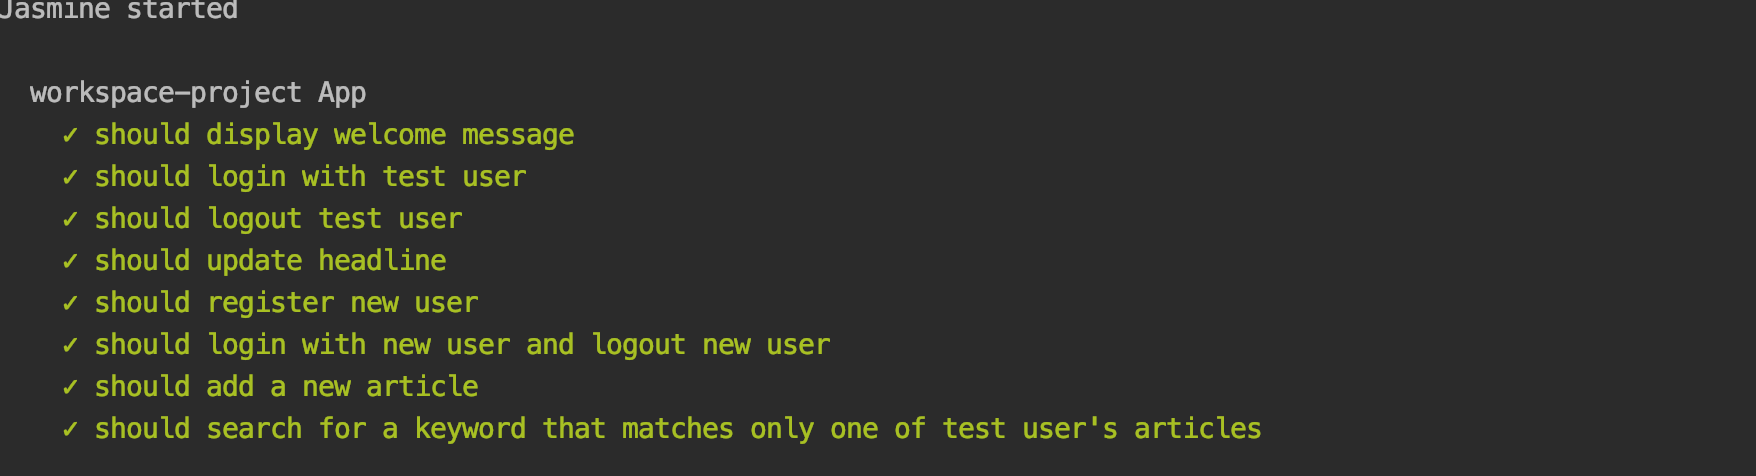 Jasmine started
workspace-project App
✓ should display welcome message
✓ should login with test user
✓ should logout test user
✓ should update headline
✓ should register new user
✓ should login with new user and logout new user
✓ should add a new article
✓ should search for a keyword that matches only one of test user's articles